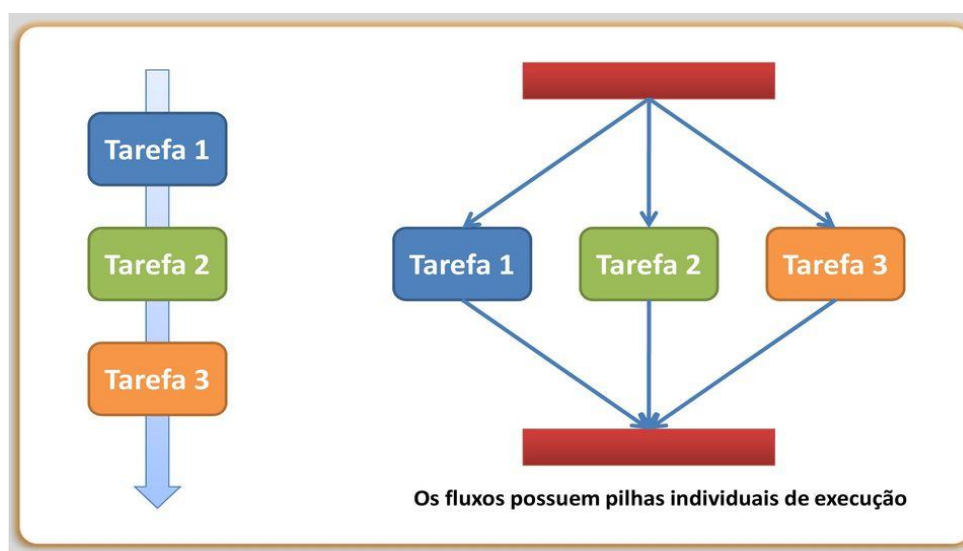 Tarefa 1
Tarefa 2
Tarefa 3
Tarefa 1
Tarefa 2
Tarefa 3
Os fluxos possuem pilhas individuais de execução